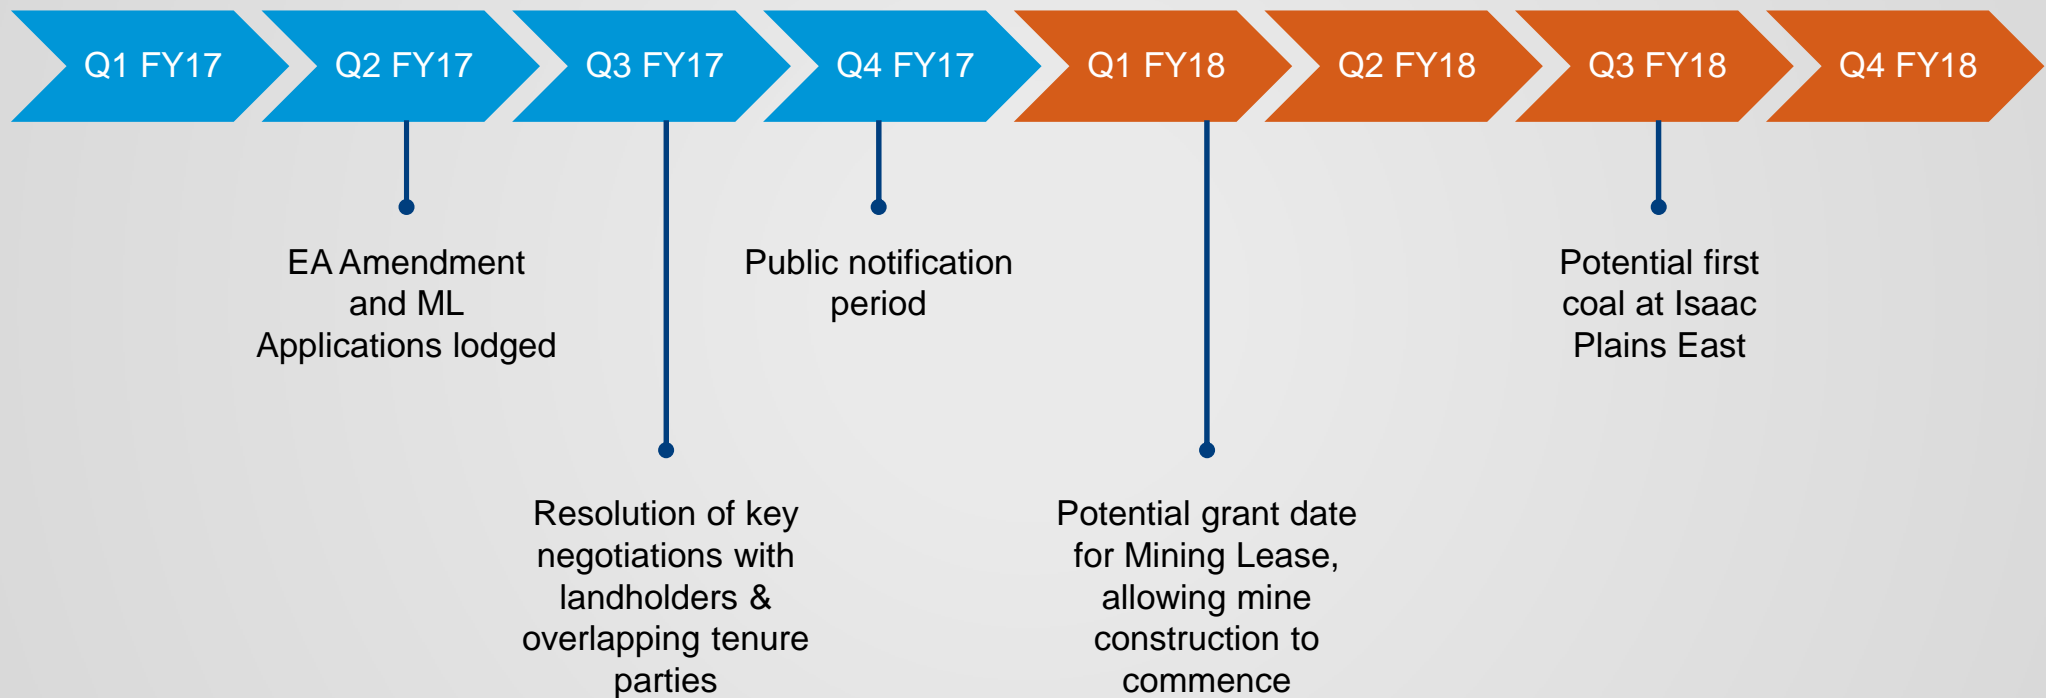 Q1 FY17
Q2 FY17
Q3 FY17
Q4 FY17
Q1 FY18
Q2 FY18
Q3 FY18
Q4 FY18
EA Amendment
and ML
Applications lodged
Public notification
period
Potential first
coal at Isaac
Plains East
Resolution of key
negotiations with
landholders &
overlapping tenure
parties
Potential grant date
for Mining Lease,
allowing mine
construction to
commence